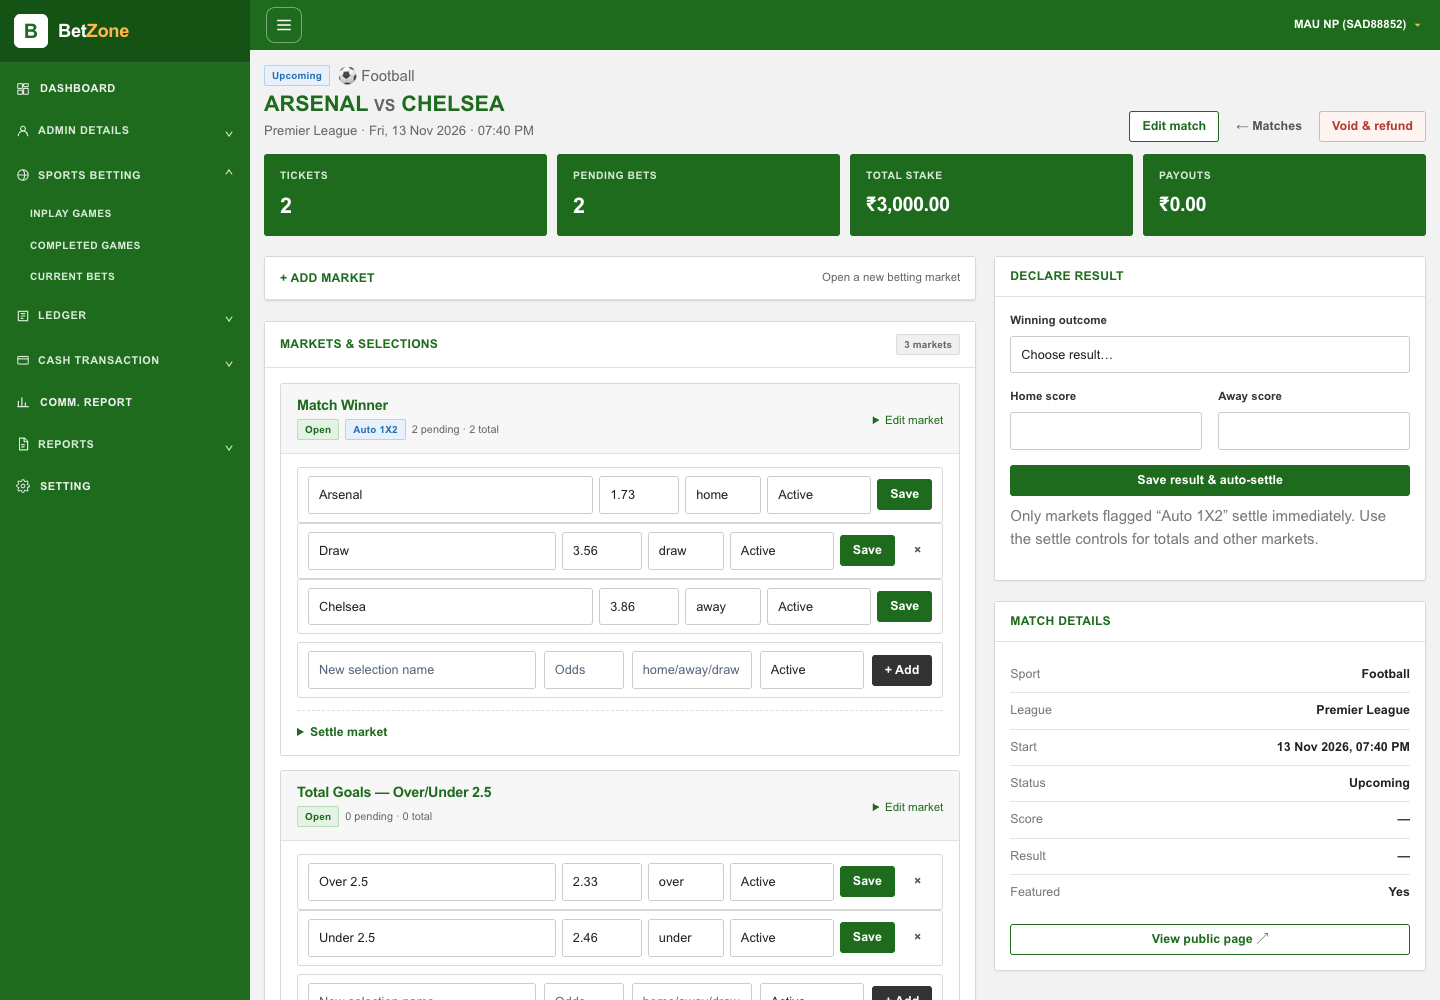 B BetZone
MAU NP (SAD88852)
DASHBOARD
ADMIN DETAILS
SPORTS BETTING
INPLAY GAMES
COMPLETED GAMES
CURRENT BETS
LEDGER
CASH TRANSACTION
COMM. REPORT
REPORTS
SETTING
Upcoming ⚽ Football
ARSENAL VS CHELSEA
Premier League · Fri, 13 Nov 2026 · 07:40 PM
Edit match ← Matches Void & refund
TICKETS
2
PENDING BETS
2
TOTAL STAKE
₹3,000.00
PAYOUTS
₹0.00
+ ADD MARKET Open a new betting market
MARKETS & SELECTIONS 3 markets
Match Winner
Open Auto 1X2 2 pending · 2 total
▶ Edit market
Arsenal 1.73 home Active Save
Draw 3.56 draw Active Save ×
Chelsea 3.86 away Active Save
New selection name Odds home/away/draw Active + Add
▶ Settle market
Total Goals — Over/Under 2.5
Open 0 pending · 0 total
▶ Edit market
Over 2.5 2.33 over Active Save ×
Under 2.5 2.46 under Active Save ×
New selection name Odds home/away/draw Active + Add
DECLARE RESULT
Winning outcome
Choose result...
Home score Away score
Save result & auto-settle
Only markets flagged “Auto 1X2” settle immediately. Use
the settle controls for totals and other markets.
MATCH DETAILS
Sport Football
League Premier League
Start 13 Nov 2026, 07:40 PM
Status Upcoming
Score —
Result —
Featured Yes
View public page ↗